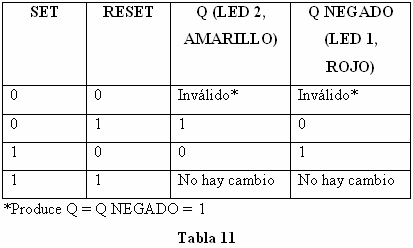 SET RESET Q (LED 2, Q NEGADO
AMARILLO) (LED 1,
ROJO)
0 0 Inválido* Inválido*
0 1 1 0
1 0 0 1
1 1 No hay cambio No hay cambio
*Produce Q = Q NEGADO = 1
Tabla 11